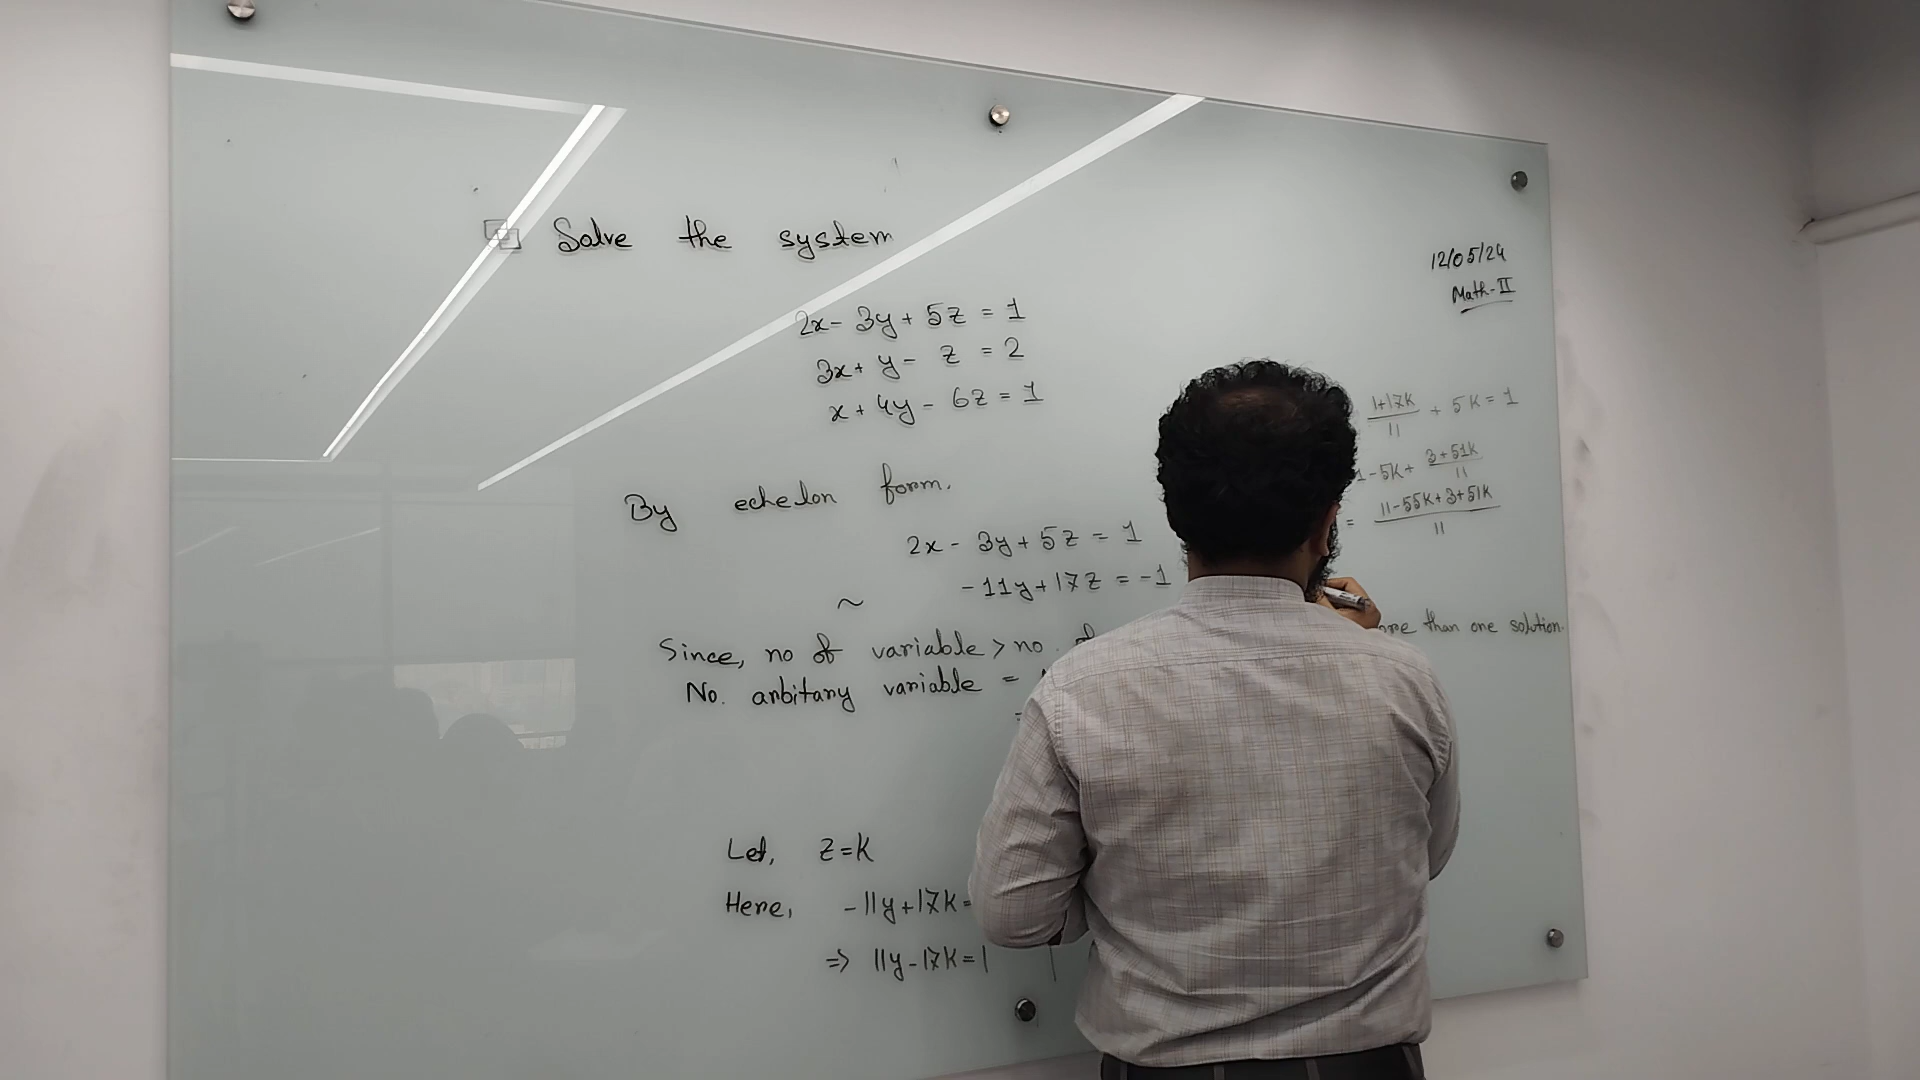 Solve the system
12/05/24
Math-II
2x- 3y+ 5z = 1
3x+ y- z = 2
x+ 4y- 6z = 1
By echelon form.
2x- 3y+5z = 1
-11y+17z = -1
~
Since, no of variable > no. of
ore than one solution.
No. arbitary variable =
=
Let, z=k
Here, -11y+17k=
=> 11y-17k=1
1+17k
11
+ 5k=1
1-5k+ 3+51k
11
= 11-55k+3+51k
11